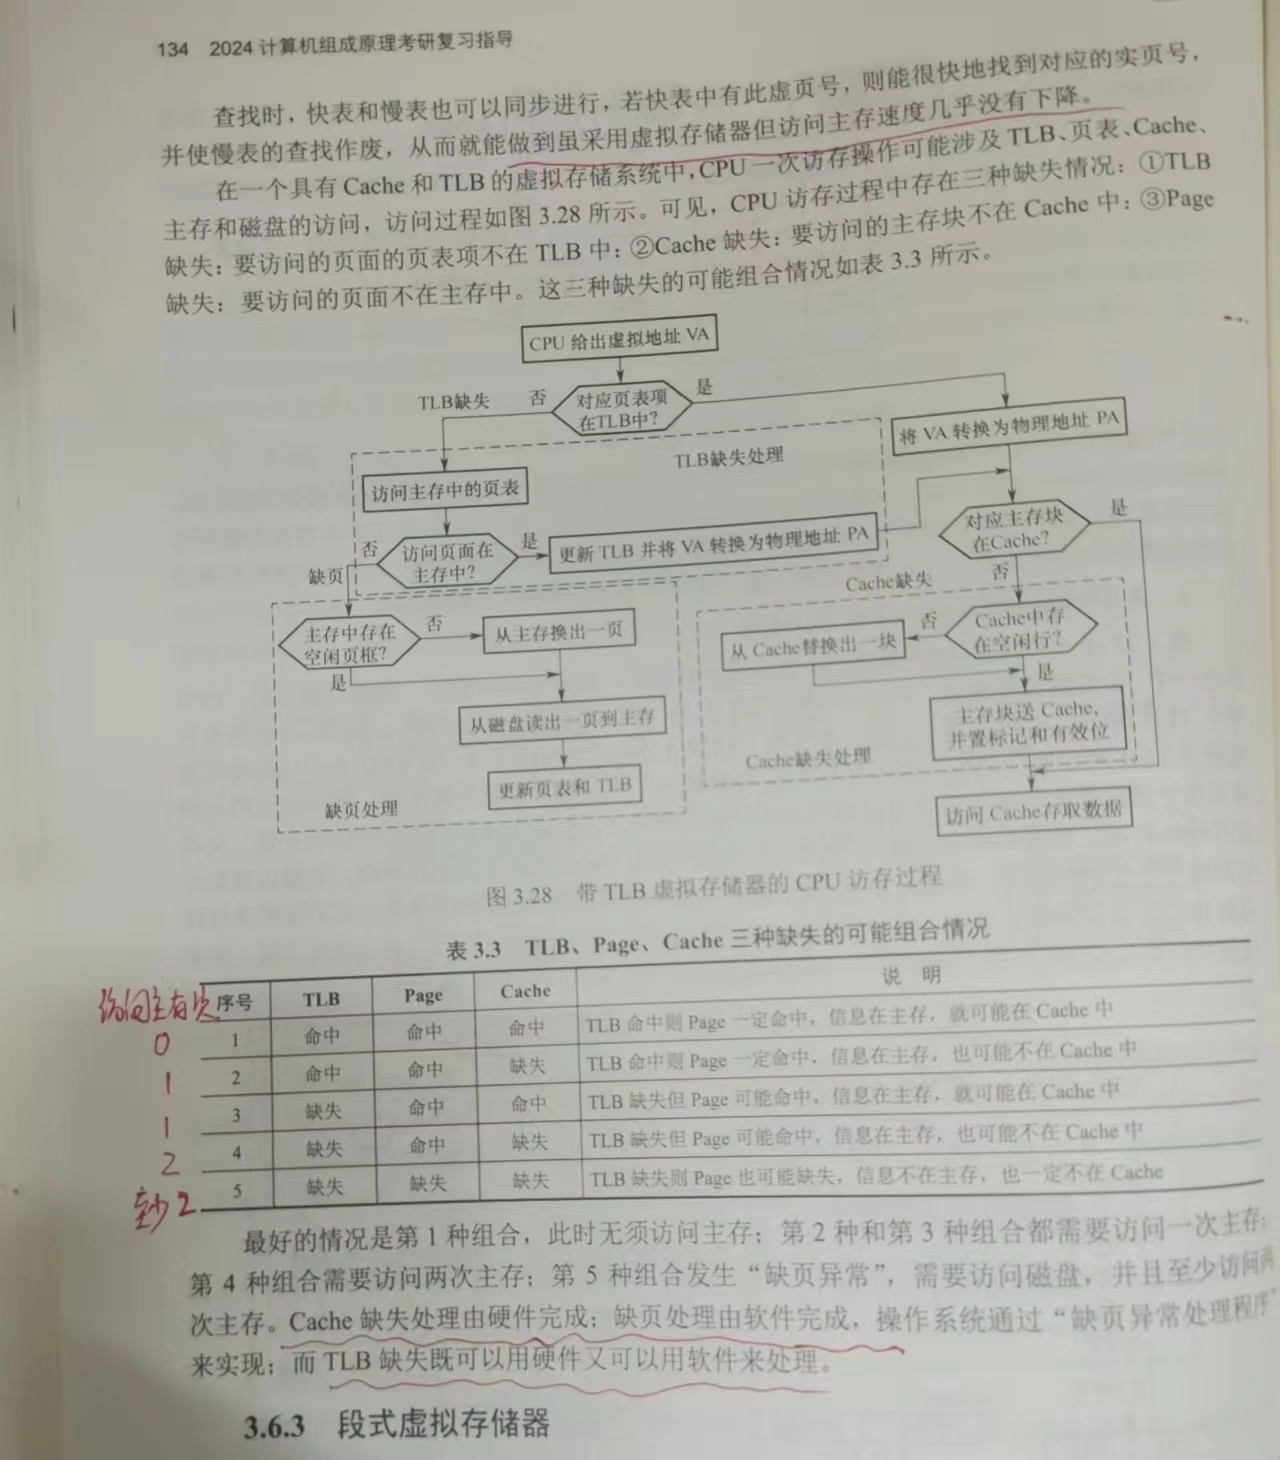 134 2024 计算机组成原理考研复习指导
查找时，快表和慢表也可以同步进行，若快表中有此虚页号，则能很快地找到对应的实页号，
并使慢表的查找作废，从而就能做到虽采用虚拟存储器但访问主存速度几乎没有下降。
在一个具有 Cache 和 TLB 的虚拟存储系统中，CPU 一次访存操作可能涉及 TLB、页表、Cache、
主存和磁盘的访问，访问过程如图 3.28 所示。可见，CPU 访存过程中存在三种缺失情况：①TLB
缺失：要访问的页面的页表项不在 TLB 中；②Cache 缺失：要访问的主存块不在 Cache 中；③Page
缺失：要访问的页面不在主存中。这三种缺失的可能组合情况如表 3.3 所示。
CPU 给出虚拟地址 VA
TLB缺失 否 对应页表项 是
在TLB中?
将 VA 转换为物理地址 PA
TLB缺失处理
访问主存中的页表
对应主存块 是
在Cache?
否 访问页面在 是 更新 TLB 并将 VA 转换为物理地址 PA
主存中?
缺页
Cache缺失 否
主存中存在 否 从主存换出一页
空闲页框?
是
从 Cache替换出一块 否 Cache中存
在空闲行?
是
从磁盘读出一页到主存
主存块送 Cache,
并置标记和有效位
Cache缺失处理
更新页表和 TLB
缺页处理
访问 Cache存取数据
图 3.28 带 TLB 虚拟存储器的 CPU 访存过程
表 3.3 TLB、Page、Cache 三种缺失的可能组合情况
访问主存次 序号 TLB Page Cache 说 明
0 1 命中 命中 命中 TLB 命中则 Page 一定命中，信息在主存，就可能在 Cache 中
1 2 命中 命中 缺失 TLB 命中则 Page 一定命中，信息在主存，也可能不在 Cache 中
1 3 缺失 命中 命中 TLB 缺失但 Page 可能命中，信息在主存，就可能在 Cache 中
2 4 缺失 命中 缺失 TLB 缺失但 Page 可能命中，信息在主存，也可能不在 Cache 中
至少2 5 缺失 缺失 缺失 TLB 缺失则 Page 也可能缺失，信息不在主存，也一定不在 Cache
最好的情况是第 1 种组合，此时无须访问主存；第 2 种和第 3 种组合都需要访问一次主存；
第 4 种组合需要访问两次主存；第 5 种组合发生“缺页异常”，需要访问磁盘，并且至少访问两
次主存。Cache 缺失处理由硬件完成；缺页处理由软件完成，操作系统通过“缺页异常处理程序”
来实现；而 TLB 缺失既可以用硬件又可以用软件来处理。
3.6.3 段式虚拟存储器